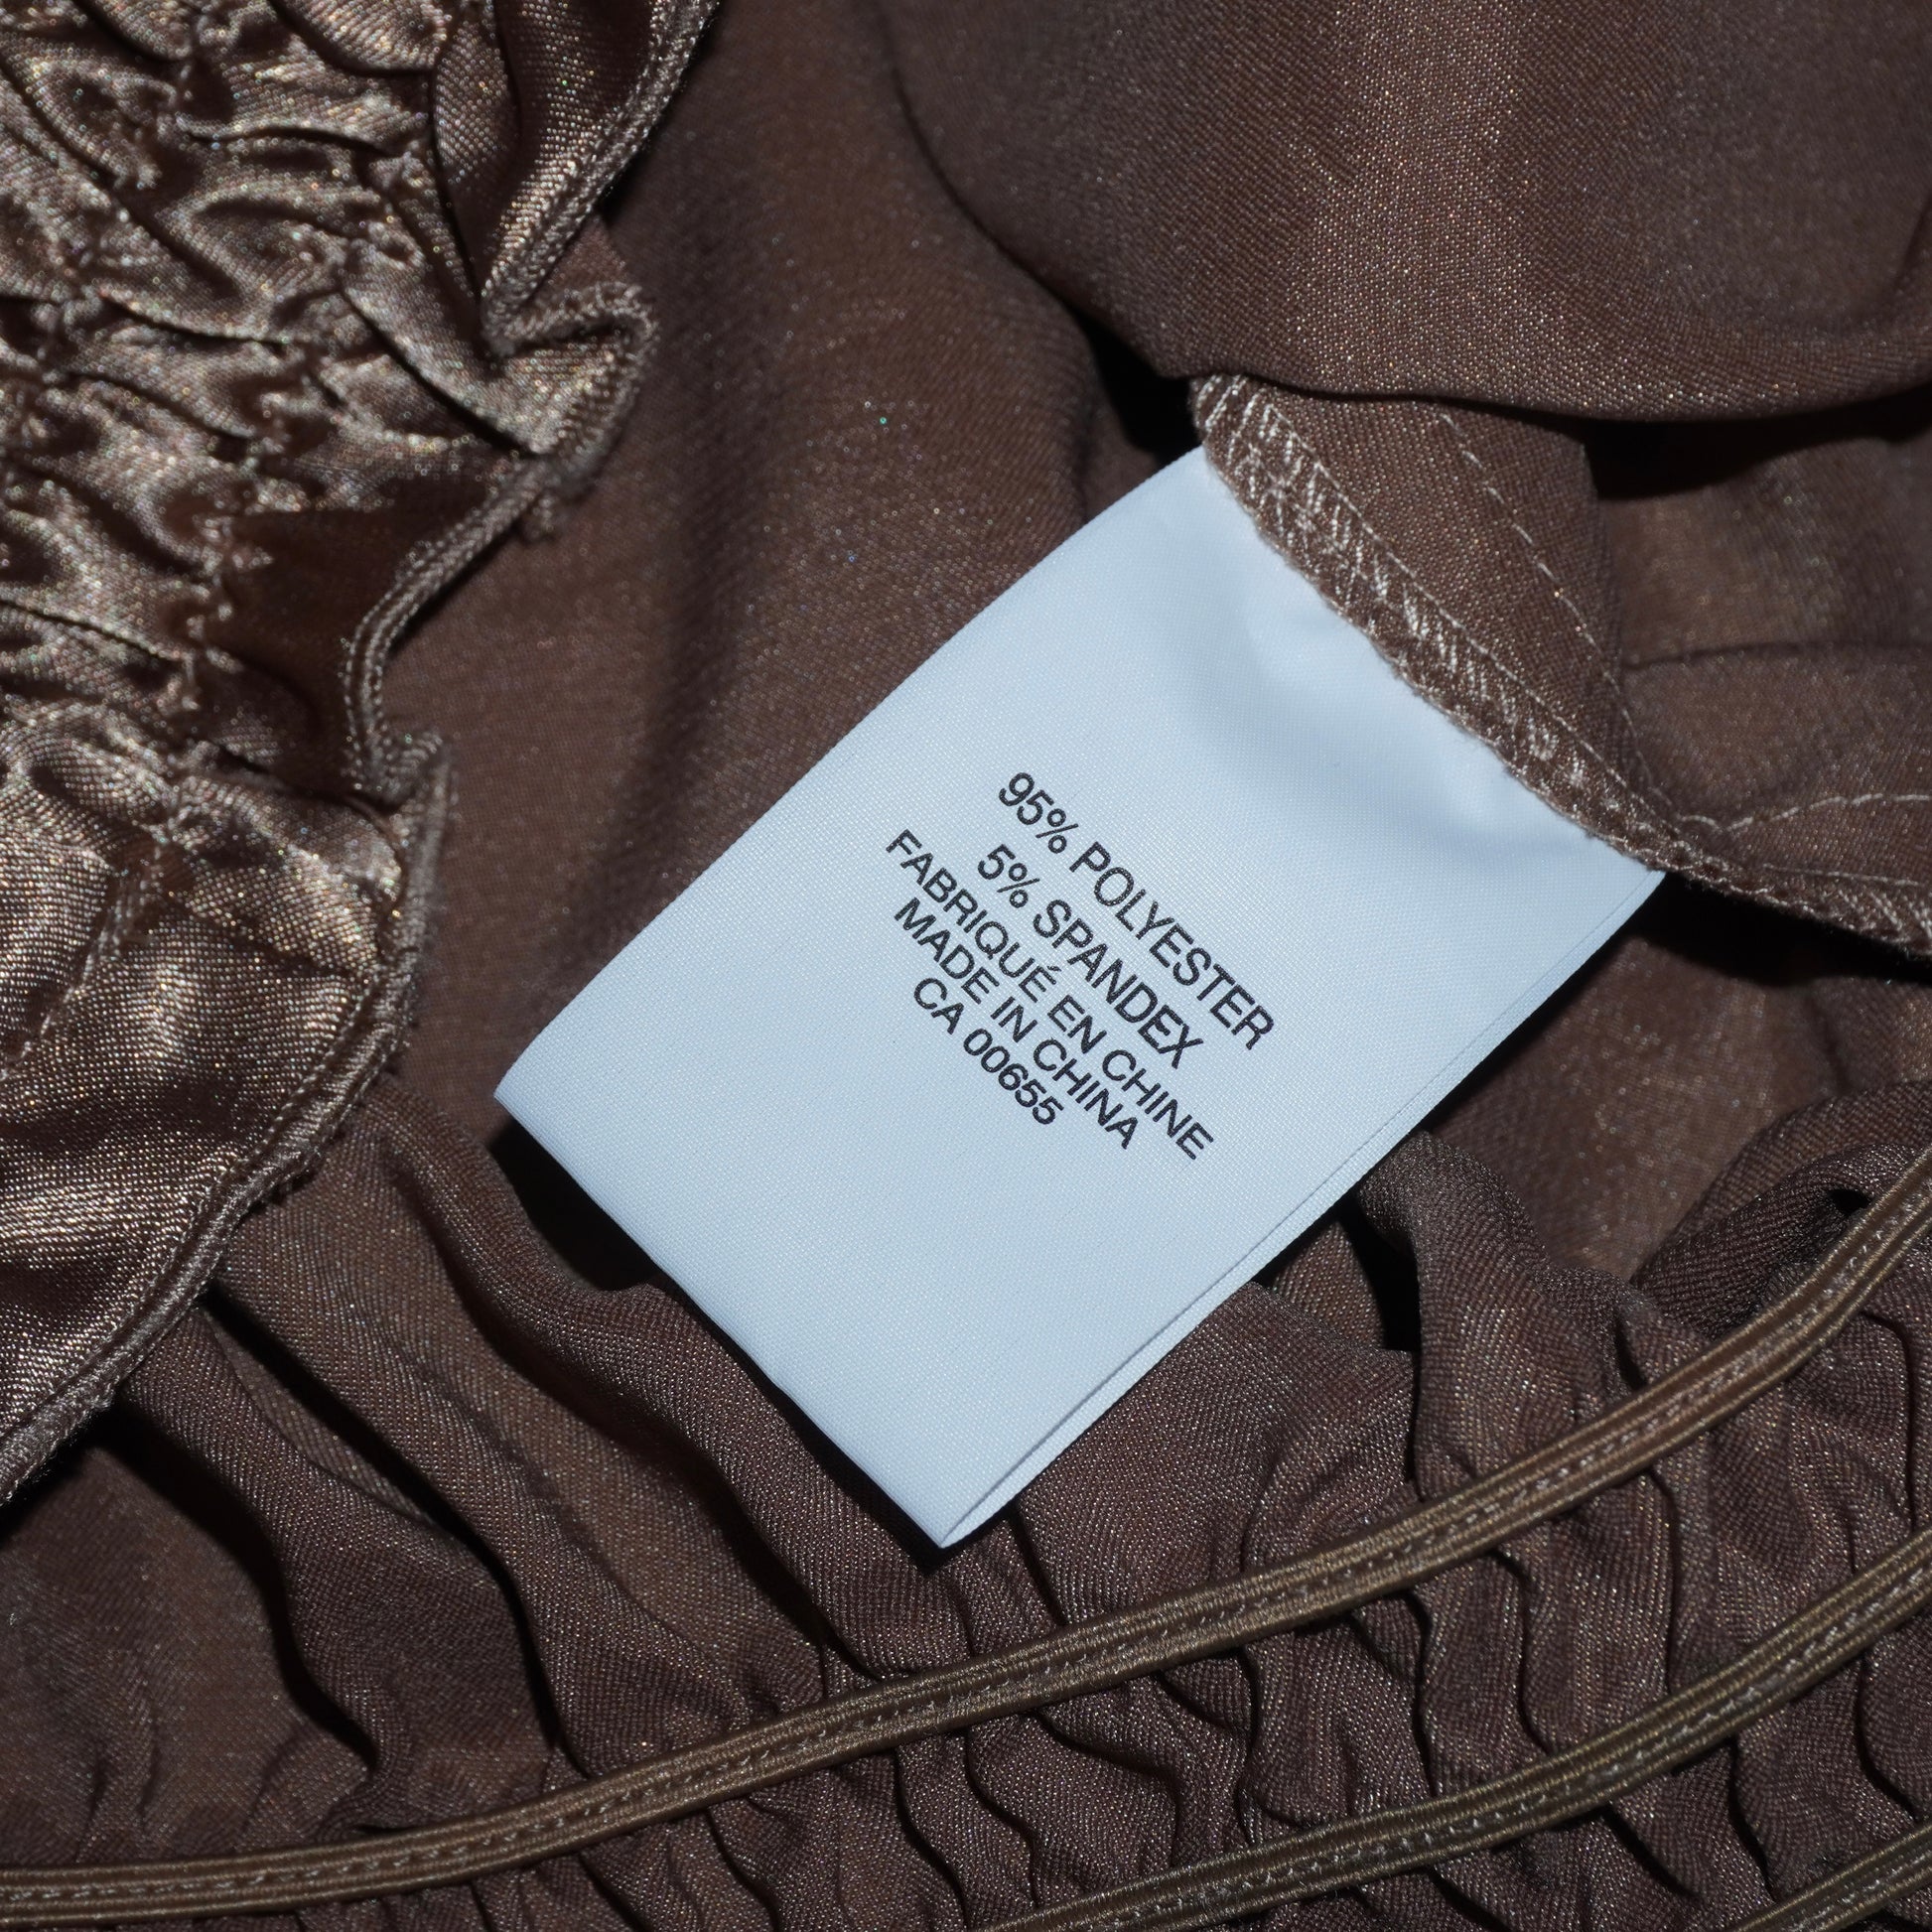 95% POLYESTER
5% SPANDEX
FABRIQUÉ EN CHINE
MADE IN CHINA
CA 00655